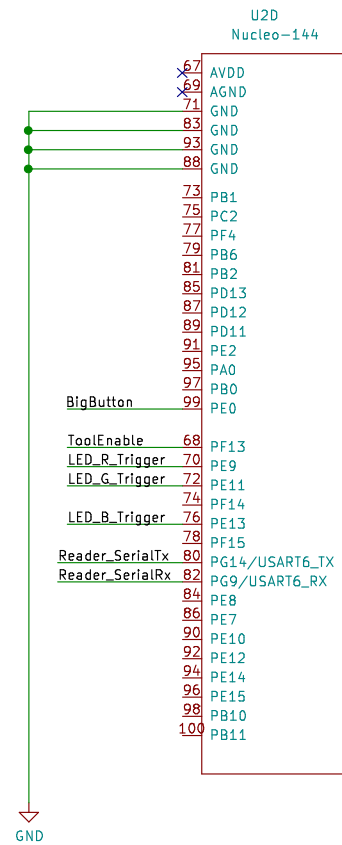 U2D
Nucleo-144
67 AVDD
69 AGND
71 GND
83 GND
93 GND
88 GND
73 PB1
75 PC2
77 PF4
79 PB6
81 PB2
85 PD13
87 PD12
89 PD11
91 PE2
95 PA0
97 PB0
BigButton 99 PE0
ToolEnable 68 PF13
LED_R_Trigger 70 PE9
LED_G_Trigger 72 PE11
74 PF14
LED_B_Trigger 76 PE13
78 PF15
Reader_SerialTx 80 PG14/USART6_TX
Reader_SerialRx 82 PG9/USART6_RX
84 PE8
86 PE7
90 PE10
92 PE12
94 PE14
96 PE15
98 PB10
100 PB11
GND